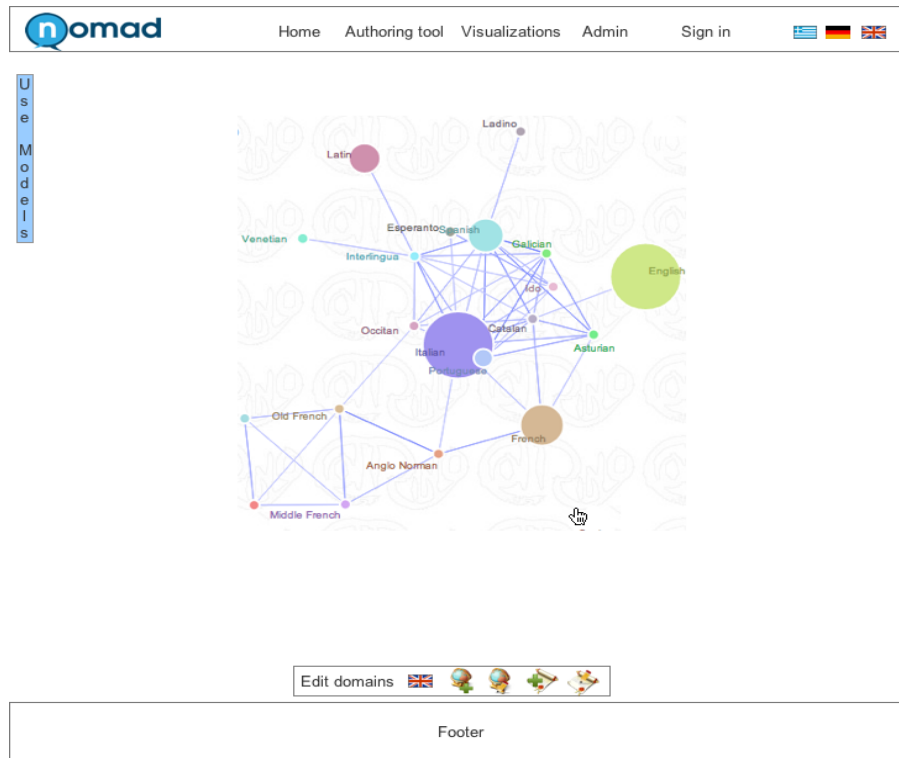 nomad
Home Authoring tool Visualizations Admin Sign in
Use Models
Ladino
Latin
Esperanto Spanish
Venetian
Galician
Interlingua
English
Ido
Occitan
Catalan
Italian
Asturian
Portuguese
Old French
French
Anglo Norman
Middle French
Edit domains
Footer